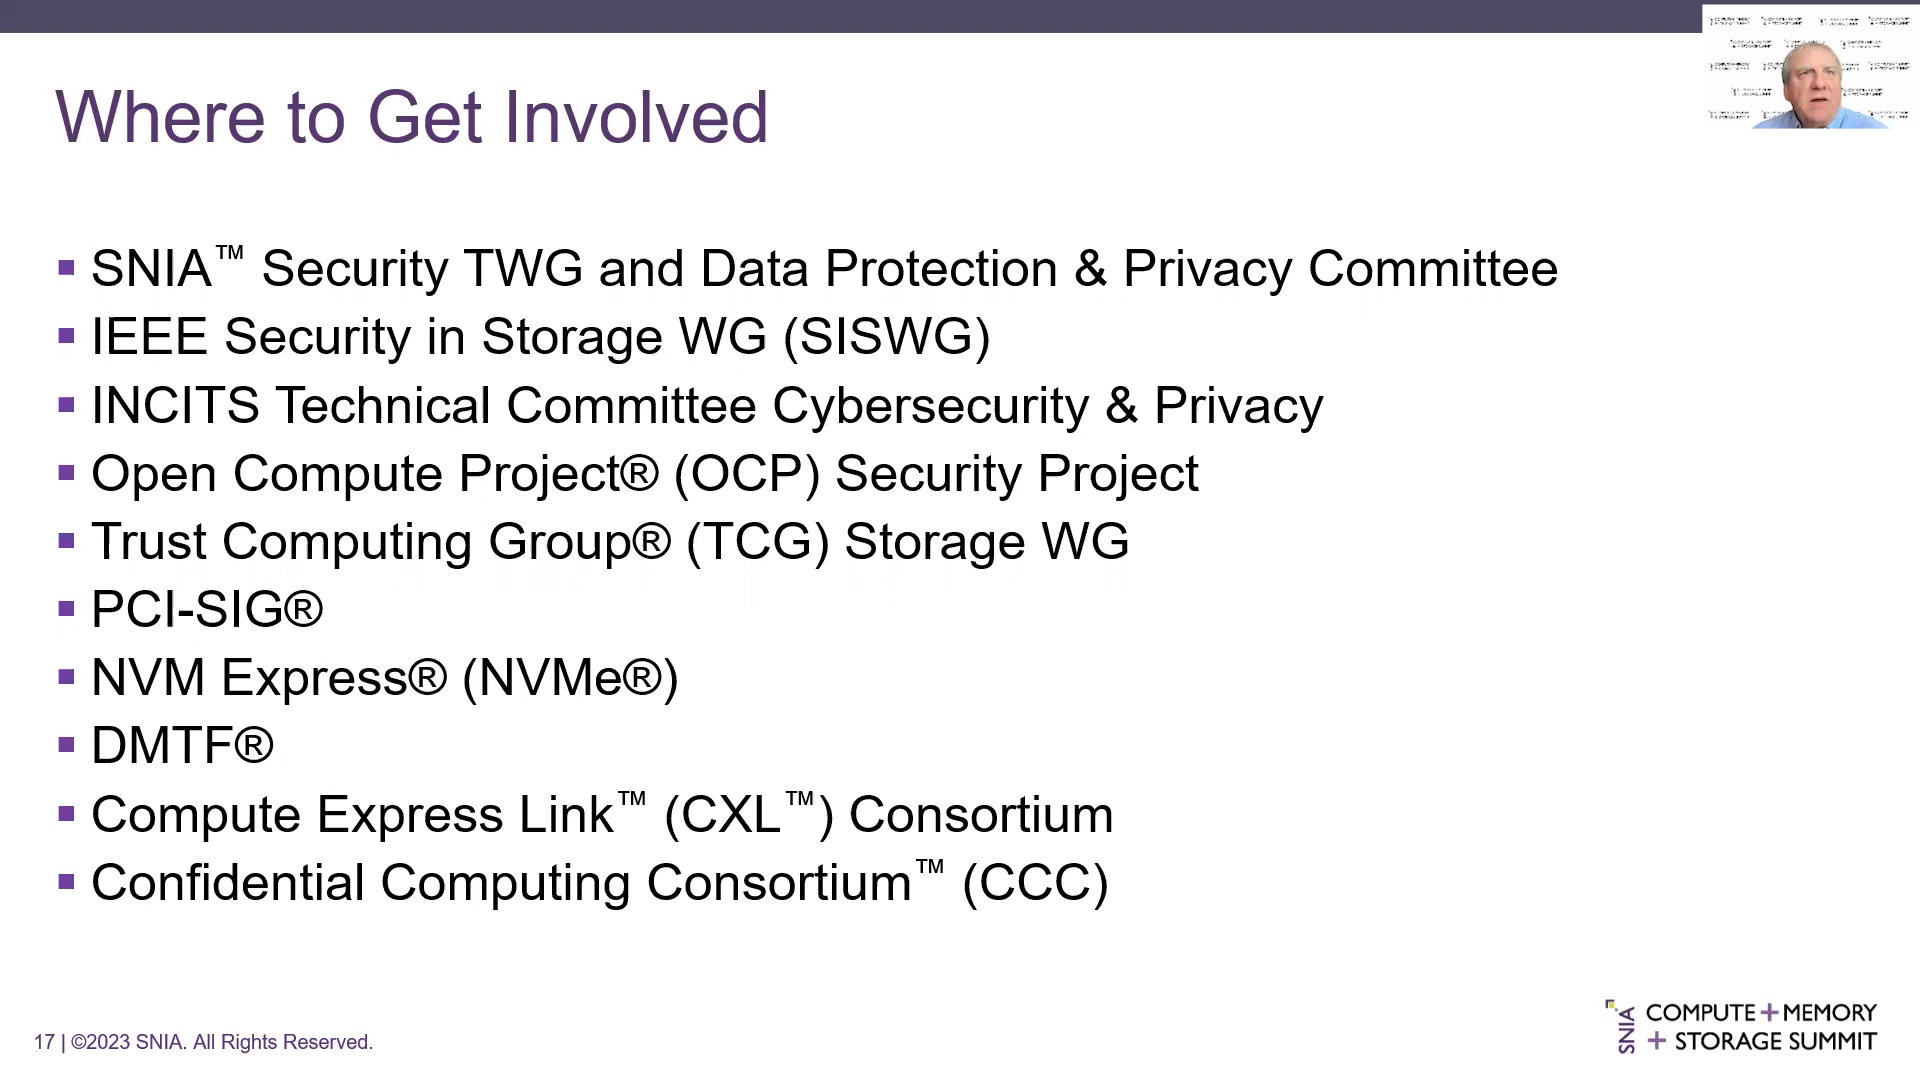 Where to Get Involved
SNIA™ Security TWG and Data Protection & Privacy Committee
IEEE Security in Storage WG (SISWG)
INCITS Technical Committee Cybersecurity & Privacy
Open Compute Project® (OCP) Security Project
Trust Computing Group® (TCG) Storage WG
PCI-SIG®
NVM Express® (NVMe®)
DMTF®
Compute Express Link™ (CXL™) Consortium
Confidential Computing Consortium™ (CCC)
17 | ©2023 SNIA. All Rights Reserved.
SNIA
COMPUTE+MEMORY
+ STORAGE SUMMIT